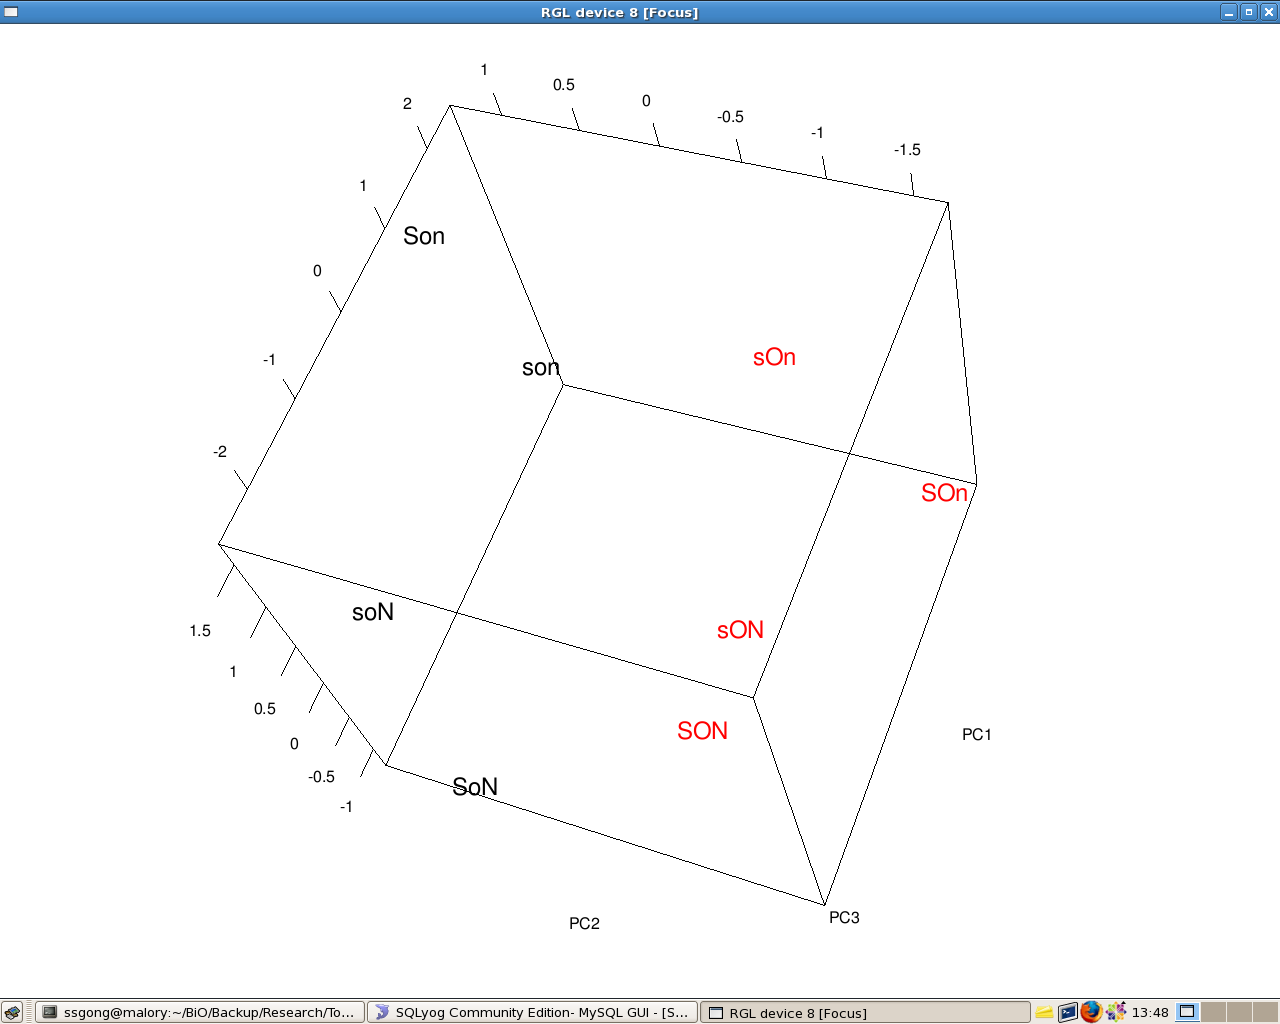 RGL device 8 [Focus]
1
0.5
0
-0.5
-1
-1.5
2
1
0
-1
-2
Son
son
sOn
SOn
soN
sON
SON
SoN
1.5
1
0.5
0
-0.5
-1
PC1
PC2
PC3
ssgong@malory:~/BiO/Backup/Research/To...
SQLyog Community Edition- MySQL GUI - [S...
RGL device 8 [Focus]
13:48